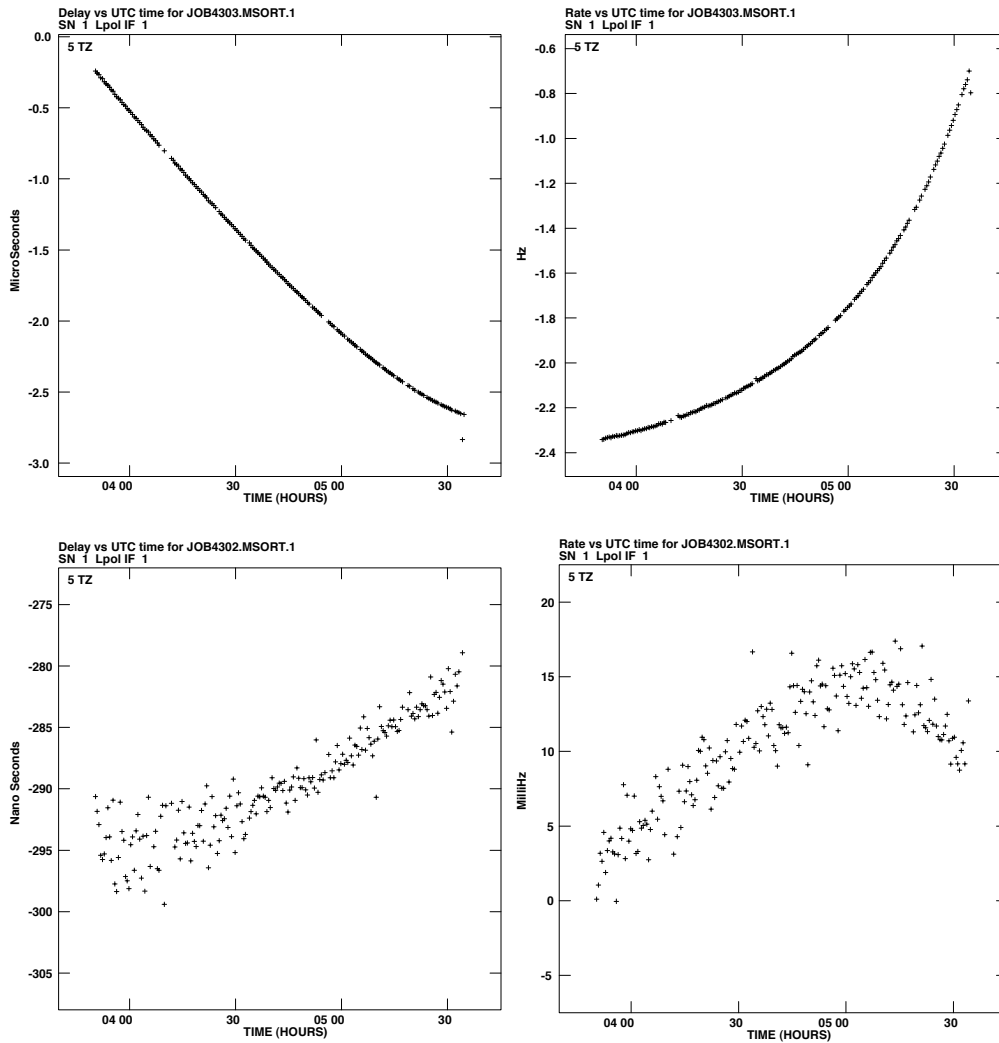 Delay vs UTC time for JOB4303.MSORT.1
SN 1 Lpol IF 1
5 TZ
0.0
-0.5
-1.0
-1.5
-2.0
-2.5
-3.0
MicroSeconds
04 00
30
05 00
30
TIME (HOURS)
Rate vs UTC time for JOB4303.MSORT.1
SN 1 Lpol IF 1
5 TZ
-0.6
-0.8
-1.0
-1.2
-1.4
-1.6
-1.8
-2.0
-2.2
-2.4
Hz
04 00
30
05 00
30
TIME (HOURS)
Delay vs UTC time for JOB4302.MSORT.1
SN 1 Lpol IF 1
5 TZ
-275
-280
-285
-290
-295
-300
-305
Nano Seconds
04 00
30
05 00
30
TIME (HOURS)
Rate vs UTC time for JOB4302.MSORT.1
SN 1 Lpol IF 1
5 TZ
20
15
10
5
0
-5
MilliHz
04 00
30
05 00
30
TIME (HOURS)